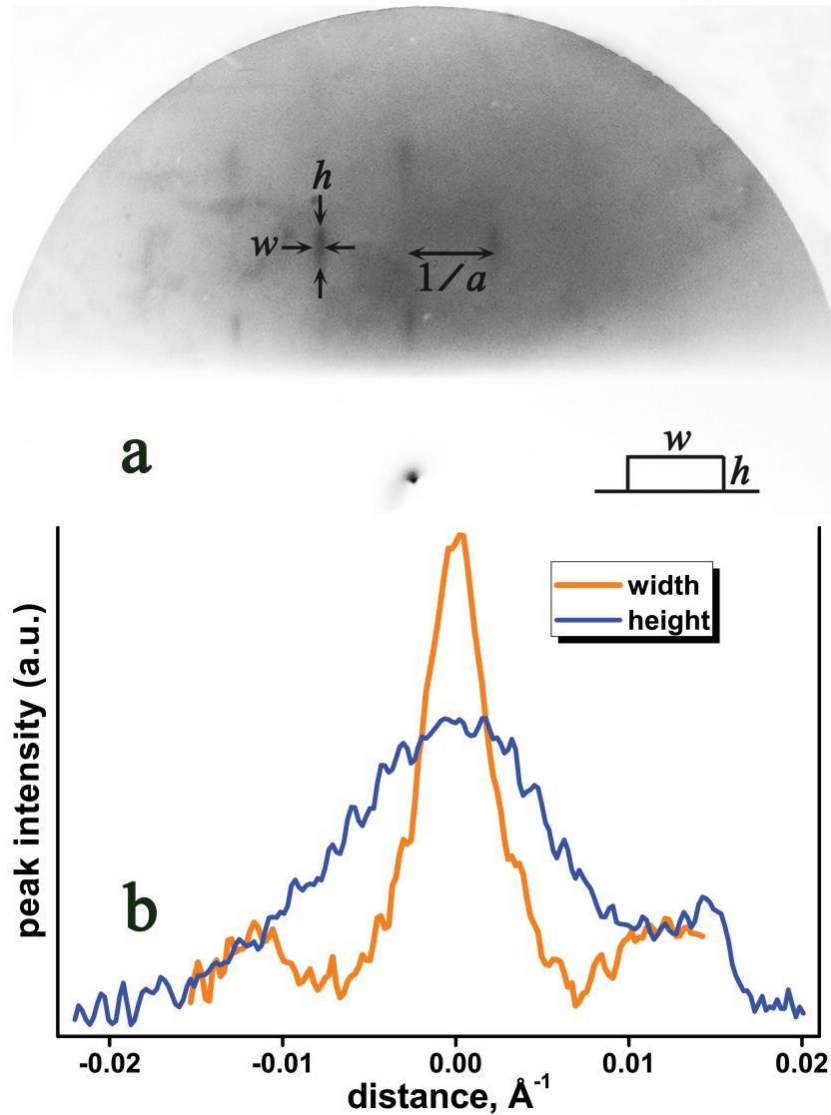 h
w
1/a
a
w
h
width
height
peak intensity (a.u.)
b
-0.02
-0.01
0.00
0.01
0.02
distance, Å⁻¹